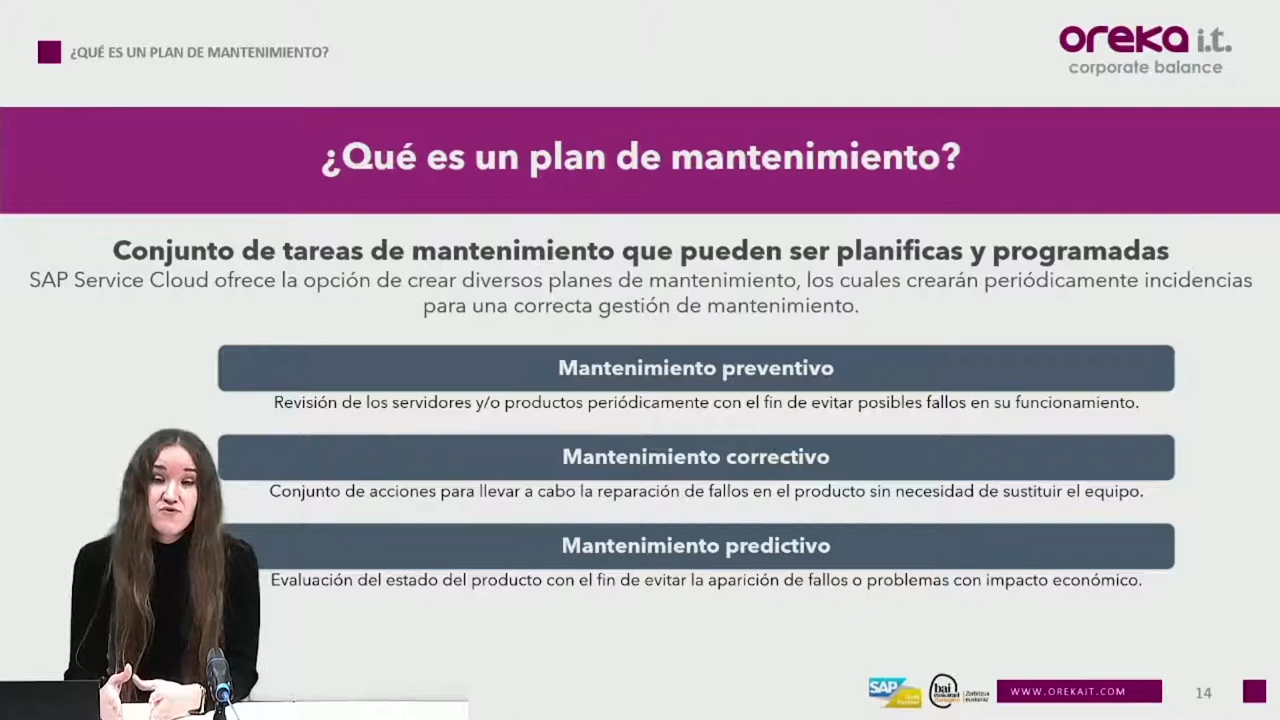 ¿QUÉ ES UN PLAN DE MANTENIMIENTO?
oreka i.t.
corporate balance
¿Qué es un plan de mantenimiento?
Conjunto de tareas de mantenimiento que pueden ser planificas y programadas
SAP Service Cloud ofrece la opción de crear diversos planes de mantenimiento, los cuales crearán periódicamente incidencias
para una correcta gestión de mantenimiento.
Mantenimiento preventivo
Revisión de los servidores y/o productos periódicamente con el fin de evitar posibles fallos en su funcionamiento.
Mantenimiento correctivo
Conjunto de acciones para llevar a cabo la reparación de fallos en el producto sin necesidad de sustituir el equipo.
Mantenimiento predictivo
Evaluación del estado del producto con el fin de evitar la aparición de fallos o problemas con impacto económico.
SAP
bai
WWW.OREKAIT.COM
14